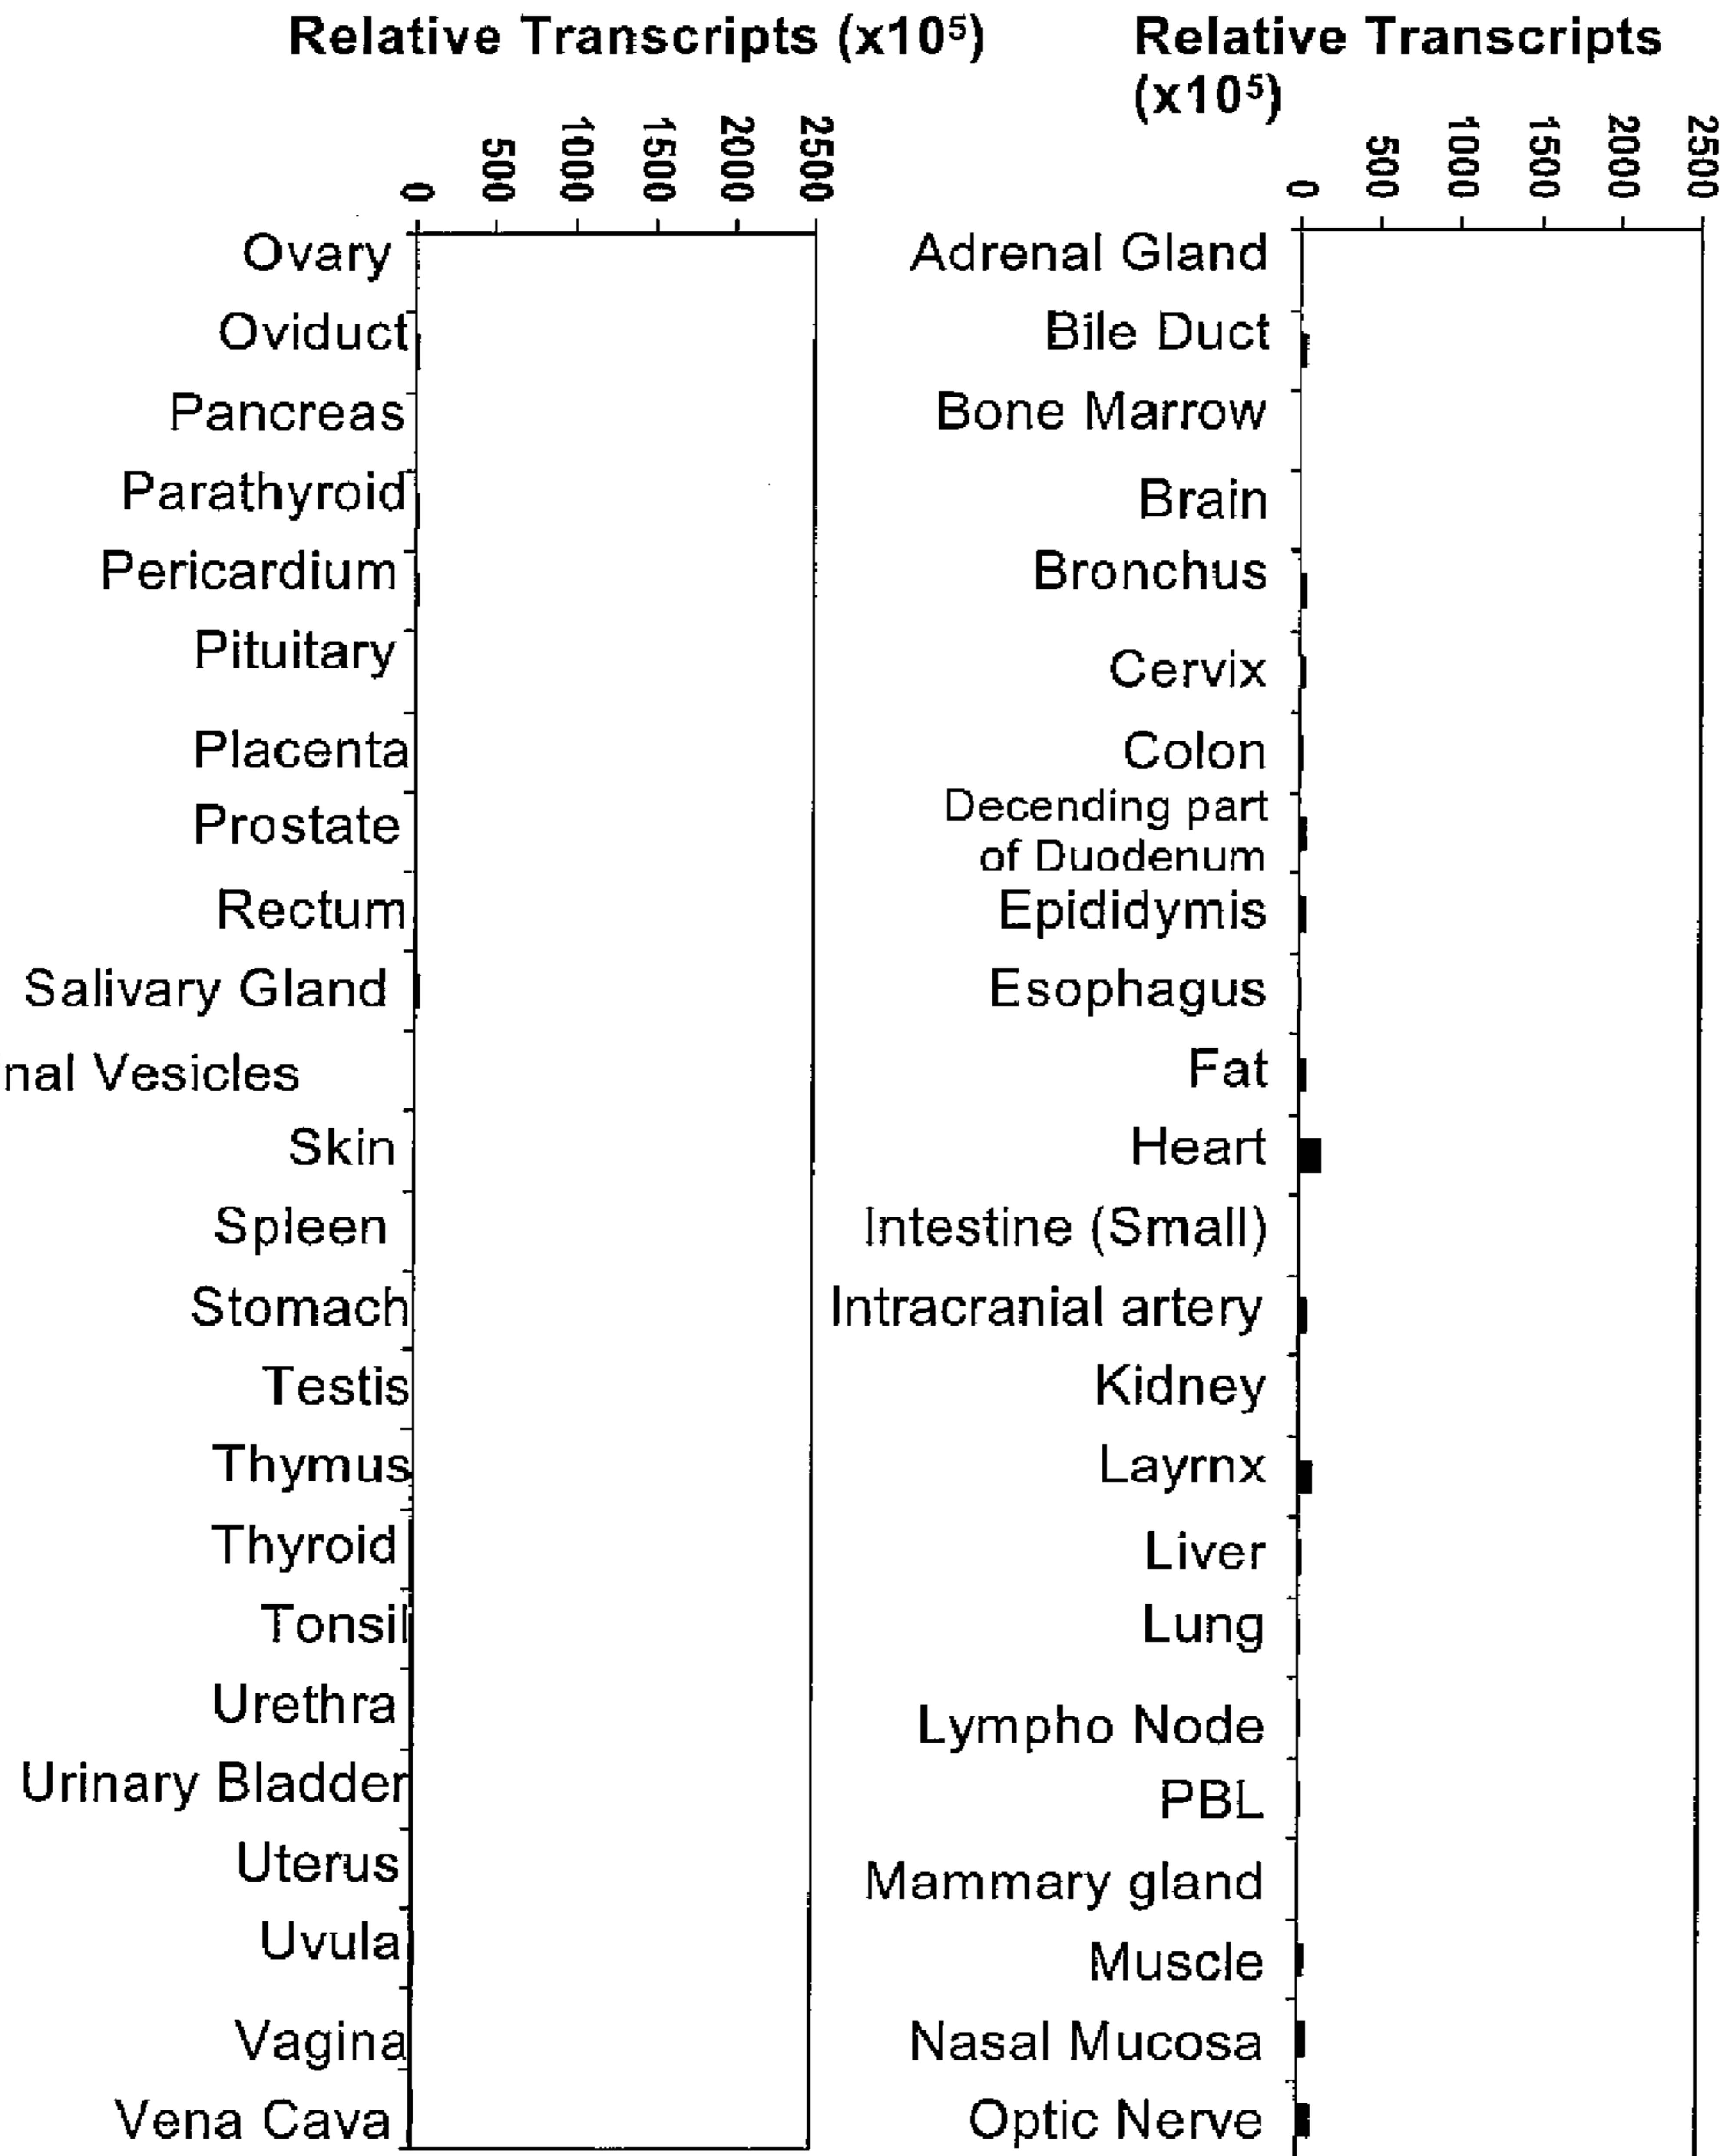 Relative Transcripts (x10⁵)
0
500
1000
1500
2000
2500
Ovary
Oviduct
Pancreas
Parathyroid
Pericardium
Pituitary
Placenta
Prostate
Rectum
Salivary Gland
nal Vesicles
Skin
Spleen
Stomach
Testis
Thymus
Thyroid
Tonsil
Urethra
Urinary Bladder
Uterus
Uvula
Vagina
Vena Cava
Relative Transcripts
(x10⁵)
0
500
1000
1500
2000
2500
Adrenal Gland
Bile Duct
Bone Marrow
Brain
Bronchus
Cervix
Colon
Decending part
of Duodenum
Epididymis
Esophagus
Fat
Heart
Intestine (Small)
Intracranial artery
Kidney
Layrnx
Liver
Lung
Lympho Node
PBL
Mammary gland
Muscle
Nasal Mucosa
Optic Nerve